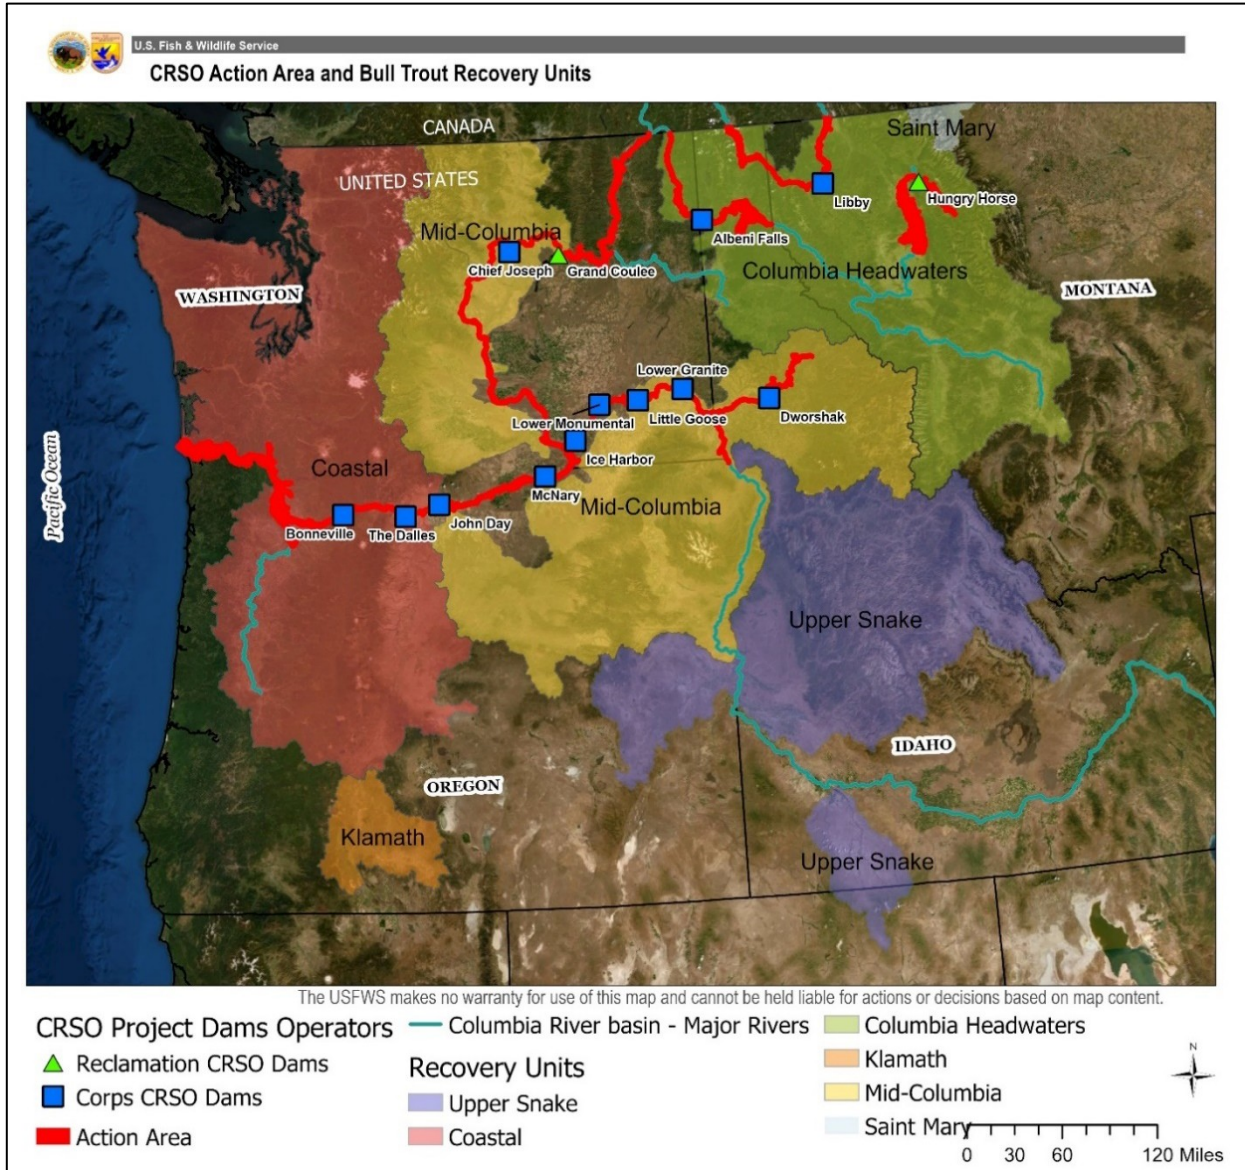 U.S. Fish & Wildlife Service
CRSO Action Area and Bull Trout Recovery Units
CANADA
Saint Mary
UNITED STATES
Libby
Hungry Horse
Mid-Columbia
Albeni Falls
Chief Joseph
Grand Coulee
Columbia Headwaters
WASHINGTON
MONTANA
Lower Granite
Lower Monumental
Little Goose
Dworshak
Ice Harbor
Coastal
Pacific Ocean
McNary
Mid-Columbia
Bonneville
The Dalles
John Day
Upper Snake
IDAHO
OREGON
Klamath
Upper Snake
The USFWS makes no warranty for use of this map and cannot be held liable for actions or decisions based on map content.
CRSO Project Dams Operators
Reclamation CRSO Dams
Corps CRSO Dams
Action Area
Columbia River basin - Major Rivers
Recovery Units
Upper Snake
Coastal
Columbia Headwaters
Klamath
Mid-Columbia
Saint Mary
N
0 30 60 120 Miles